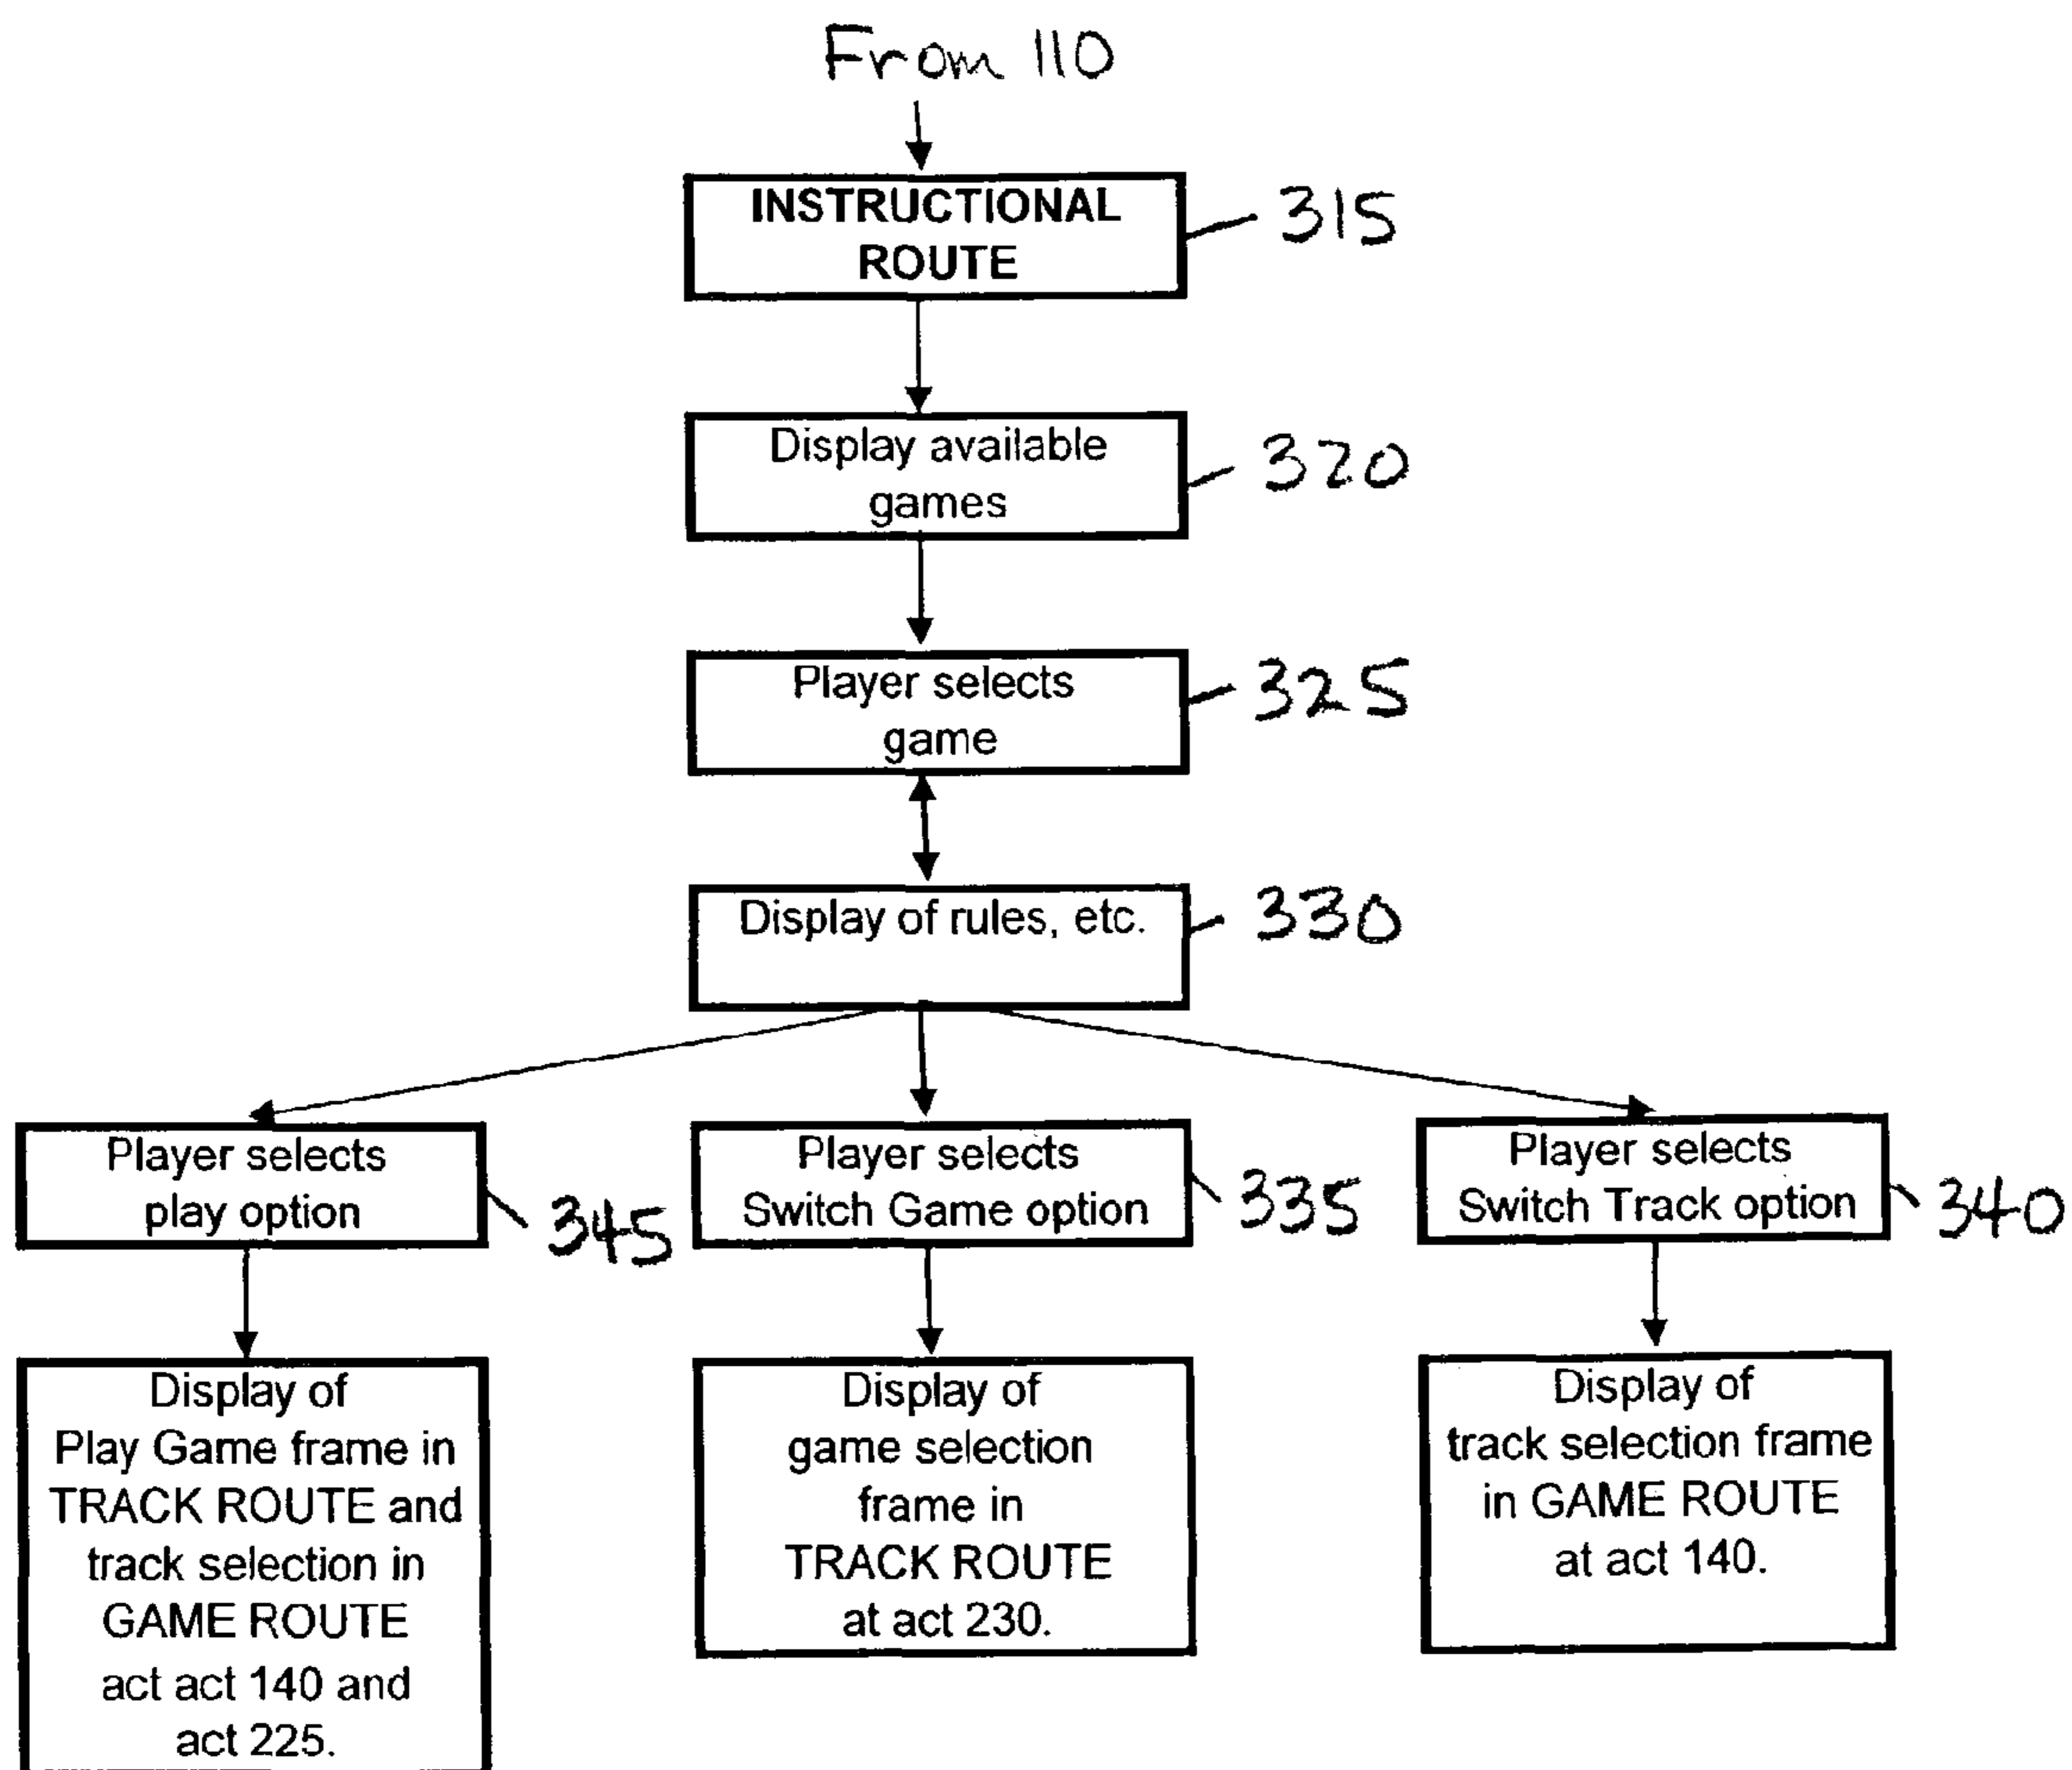 From 110
INSTRUCTIONAL
ROUTE
315
Display available
games
320
Player selects
game
325
Display of rules, etc.
330
Player selects
play option
345
Player selects
Switch Game option
335
Player selects
Switch Track option
340
Display of
Play Game frame in
TRACK ROUTE and
track selection in
GAME ROUTE
act act 140 and
act 225.
Display of
game selection
frame in
TRACK ROUTE
at act 230.
Display of
track selection frame
in GAME ROUTE
at act 140.